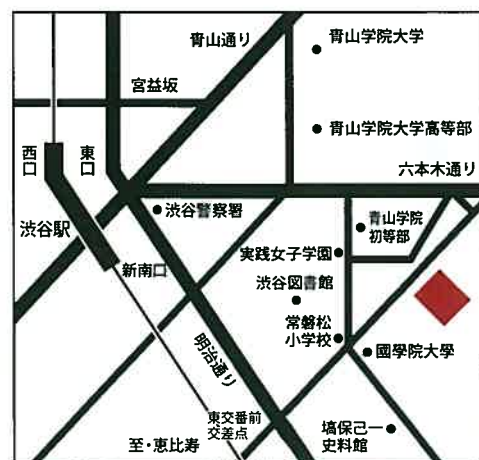 青山通り
青山学院大学
宮益坂
青山学院大学高等部
西口
東口
六本木通り
渋谷警察署
青山学院
初等部
渋谷駅
実践女子学園
新南口
渋谷図書館
常磐松
小学校
明治通り
國學院大學
東交番前
交差点
塙保己一
史料館
至・恵比寿